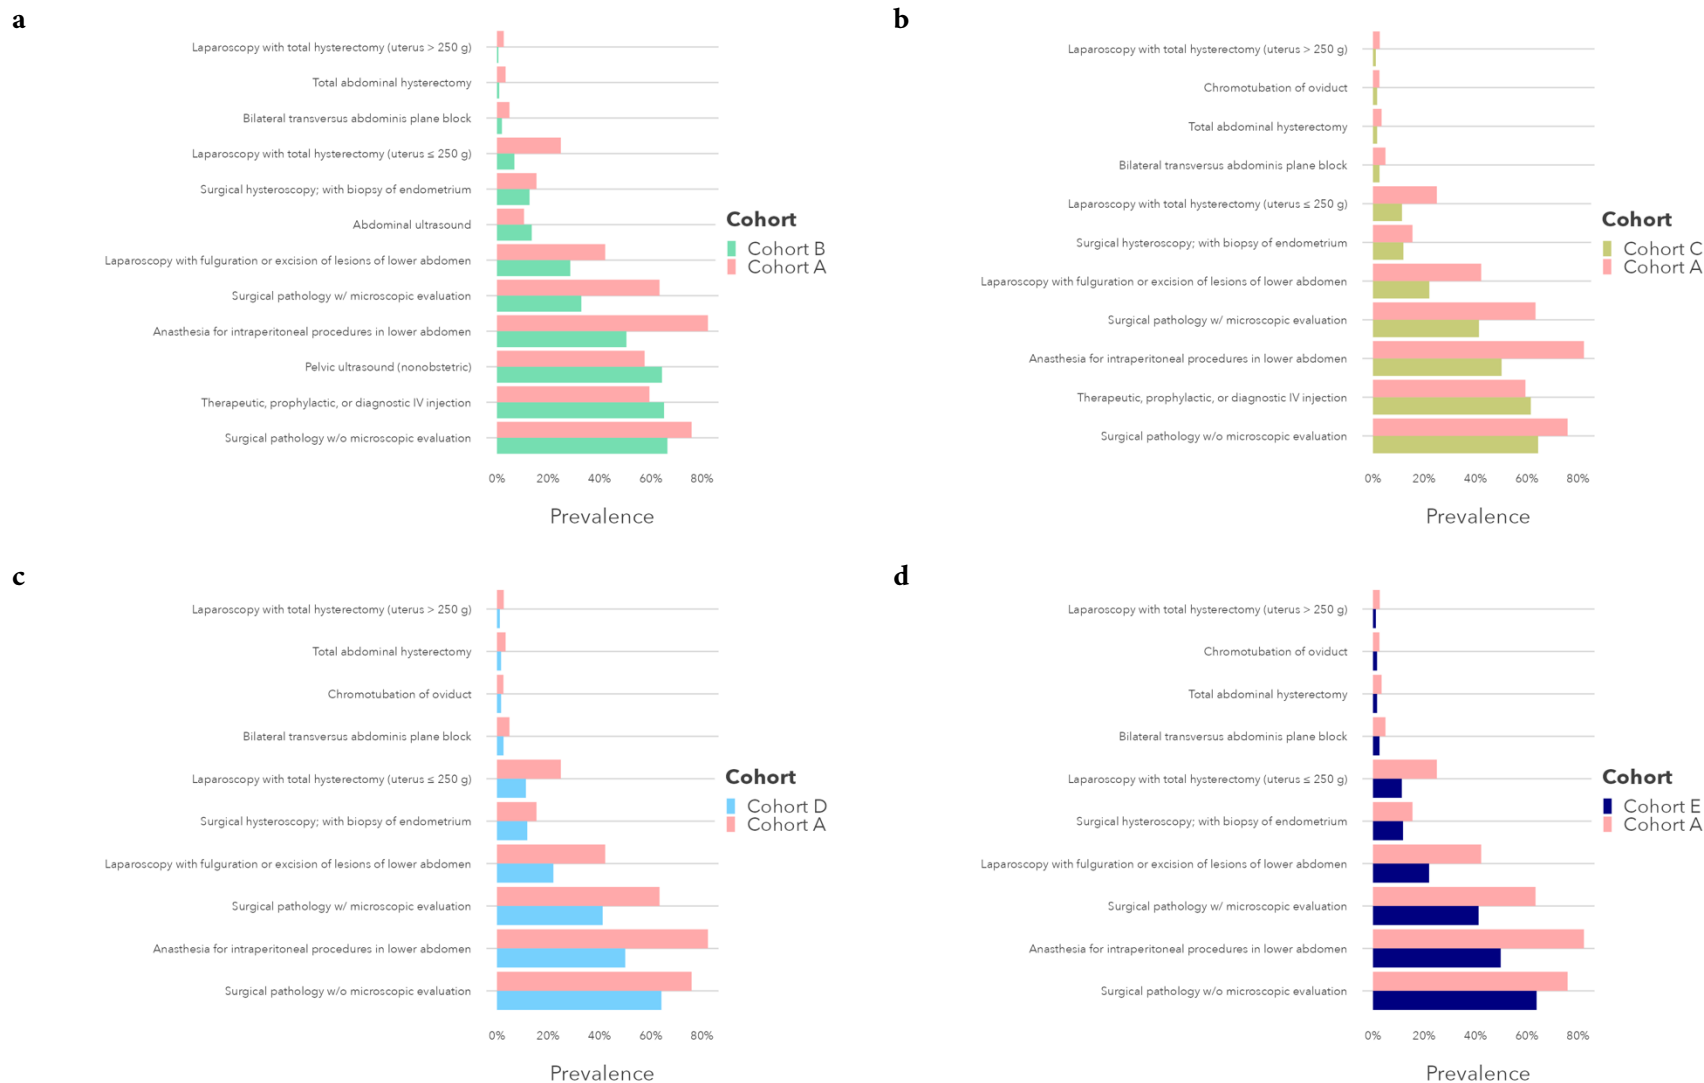 a
Laparoscopy with total hysterectomy (uterus > 250 g)
Total abdominal hysterectomy
Bilateral transversus abdominis plane block
Laparoscopy with total hysterectomy (uterus ≤ 250 g)
Surgical hysteroscopy; with biopsy of endometrium
Abdominal ultrasound
Laparoscopy with fulguration or excision of lesions of lower abdomen
Surgical pathology w/ microscopic evaluation
Anasthesia for intraperitoneal procedures in lower abdomen
Pelvic ultrasound (nonobstetric)
Therapeutic, prophylactic, or diagnostic IV injection
Surgical pathology w/o microscopic evaluation
0% 20% 40% 60% 80%
Prevalence
Cohort
Cohort B
Cohort A
b
Laparoscopy with total hysterectomy (uterus > 250 g)
Chromotubation of oviduct
Total abdominal hysterectomy
Bilateral transversus abdominis plane block
Laparoscopy with total hysterectomy (uterus ≤ 250 g)
Surgical hysteroscopy; with biopsy of endometrium
Laparoscopy with fulguration or excision of lesions of lower abdomen
Surgical pathology w/ microscopic evaluation
Anasthesia for intraperitoneal procedures in lower abdomen
Therapeutic, prophylactic, or diagnostic IV injection
Surgical pathology w/o microscopic evaluation
0% 20% 40% 60% 80%
Prevalence
Cohort
Cohort C
Cohort A
c
Laparoscopy with total hysterectomy (uterus > 250 g)
Total abdominal hysterectomy
Chromotubation of oviduct
Bilateral transversus abdominis plane block
Laparoscopy with total hysterectomy (uterus ≤ 250 g)
Surgical hysteroscopy; with biopsy of endometrium
Laparoscopy with fulguration or excision of lesions of lower abdomen
Surgical pathology w/ microscopic evaluation
Anasthesia for intraperitoneal procedures in lower abdomen
Surgical pathology w/o microscopic evaluation
0% 20% 40% 60% 80%
Prevalence
Cohort
Cohort D
Cohort A
d
Laparoscopy with total hysterectomy (uterus > 250 g)
Chromotubation of oviduct
Total abdominal hysterectomy
Bilateral transversus abdominis plane block
Laparoscopy with total hysterectomy (uterus ≤ 250 g)
Surgical hysteroscopy; with biopsy of endometrium
Laparoscopy with fulguration or excision of lesions of lower abdomen
Surgical pathology w/ microscopic evaluation
Anasthesia for intraperitoneal procedures in lower abdomen
Surgical pathology w/o microscopic evaluation
0% 20% 40% 60% 80%
Prevalence
Cohort
Cohort E
Cohort A